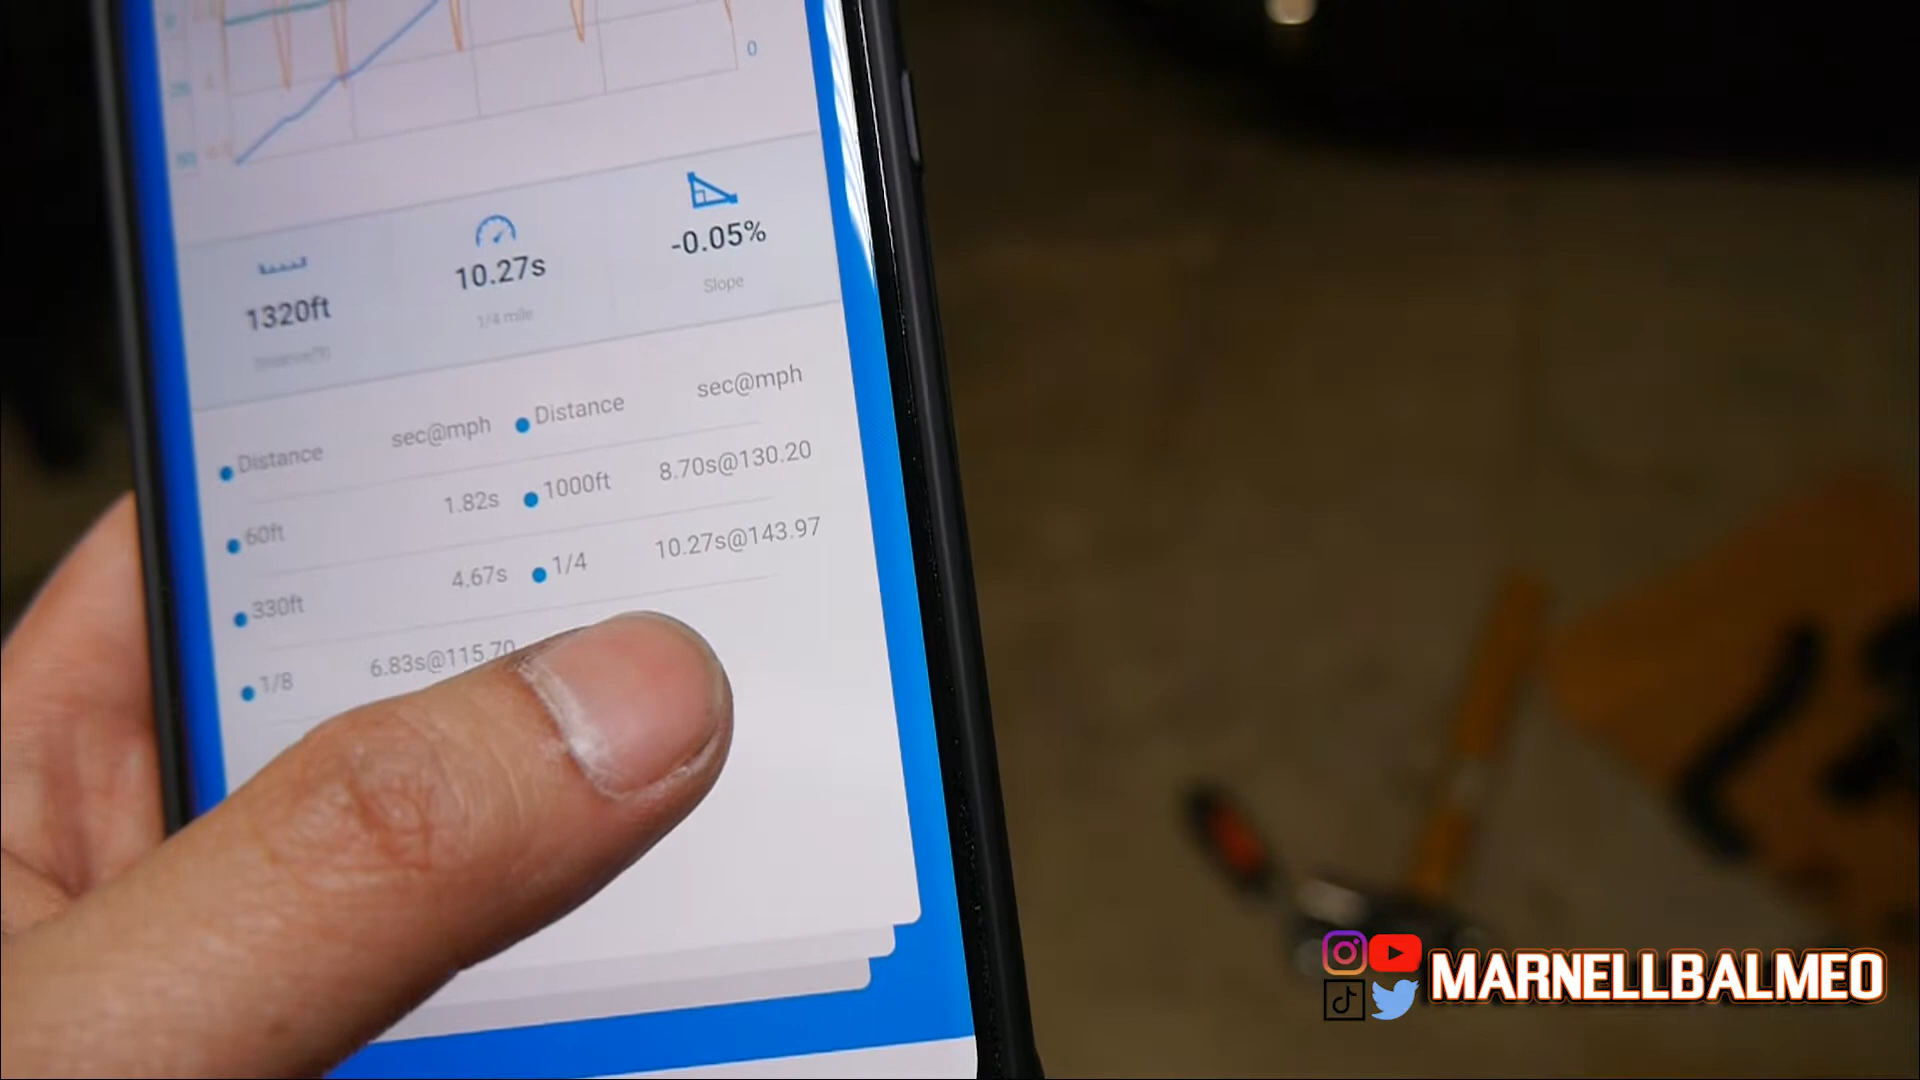 0
1320ft
10.27s
-0.05%
1/4 mile
Slope
Distance sec@mph
Distance sec@mph
60ft 1.82s
1000ft 8.70s@130.20
330ft 4.67s
1/4 10.27s@143.97
1/8 6.83s@115.70
MARNELLBALMEO